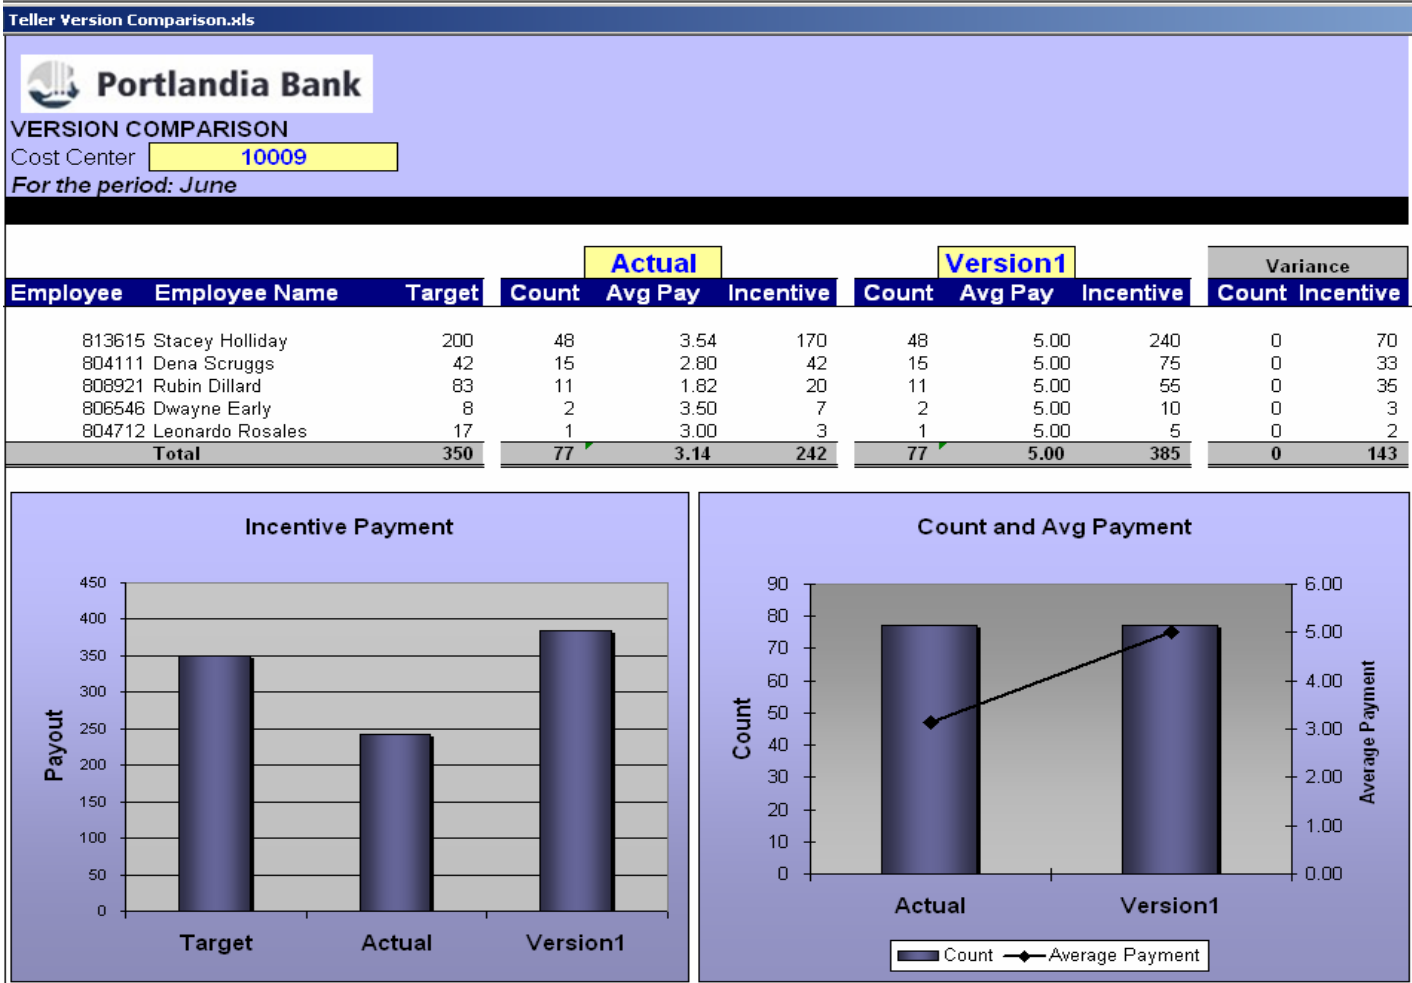 Teller Version Comparison.xls
Portlandia Bank
VERSION COMPARISON
Cost Center 10009
For the period: June
Actual Version1 Variance
Employee Employee Name Target Count Avg Pay Incentive Count Avg Pay Incentive Count Incentive
813615 Stacey Holliday 200 48 3.54 170 48 5.00 240 0 70
804111 Dena Scruggs 42 15 2.80 42 15 5.00 75 0 33
808921 Rubin Dillard 83 11 1.82 20 11 5.00 55 0 35
806546 Dwayne Early 8 2 3.50 7 2 5.00 10 0 3
804712 Leonardo Rosales 17 1 3.00 3 1 5.00 5 0 2
Total 350 77 3.14 242 77 5.00 385 0 143
Incentive Payment
Payout
450
400
350
300
250
200
150
100
50
0
Target Actual Version1
Count and Avg Payment
Count
90
80
70
60
50
40
30
20
10
0
6.00
5.00
4.00
3.00
2.00
1.00
0.00
Average Payment
Actual Version1
Count Average Payment